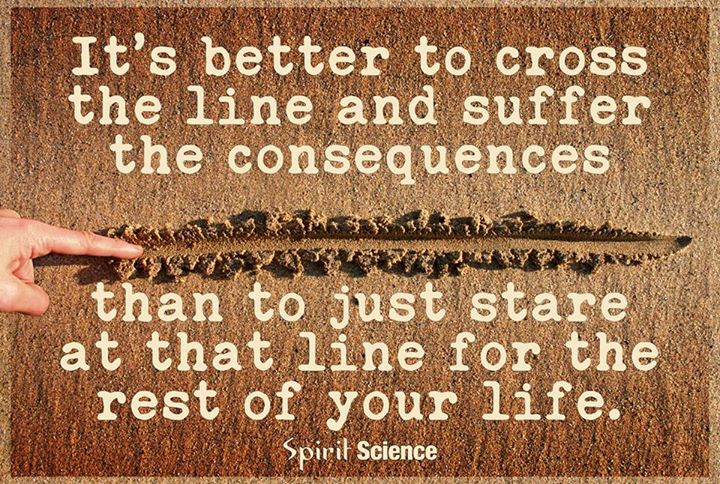 It's better to cross
the line and suffer
the consequences
than to just stare
at that line for the
rest of your life.
Spirit Science